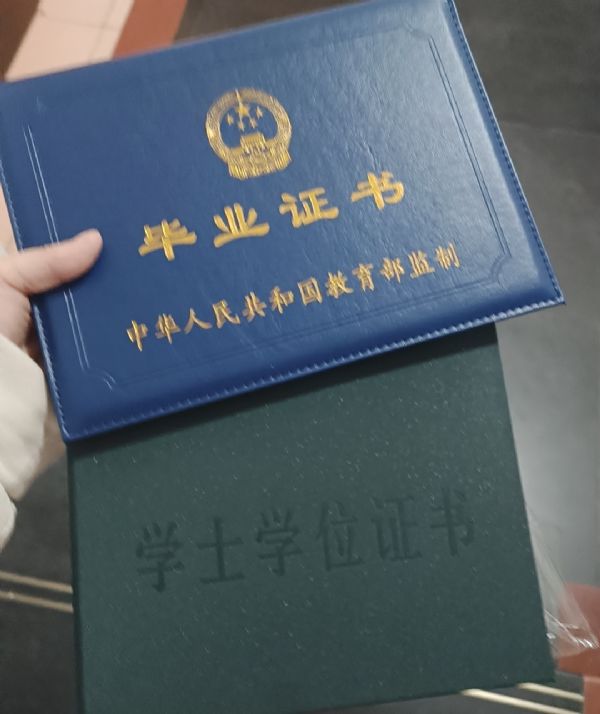 毕业证书
中华人民共和国教育部监制
学士学位证书